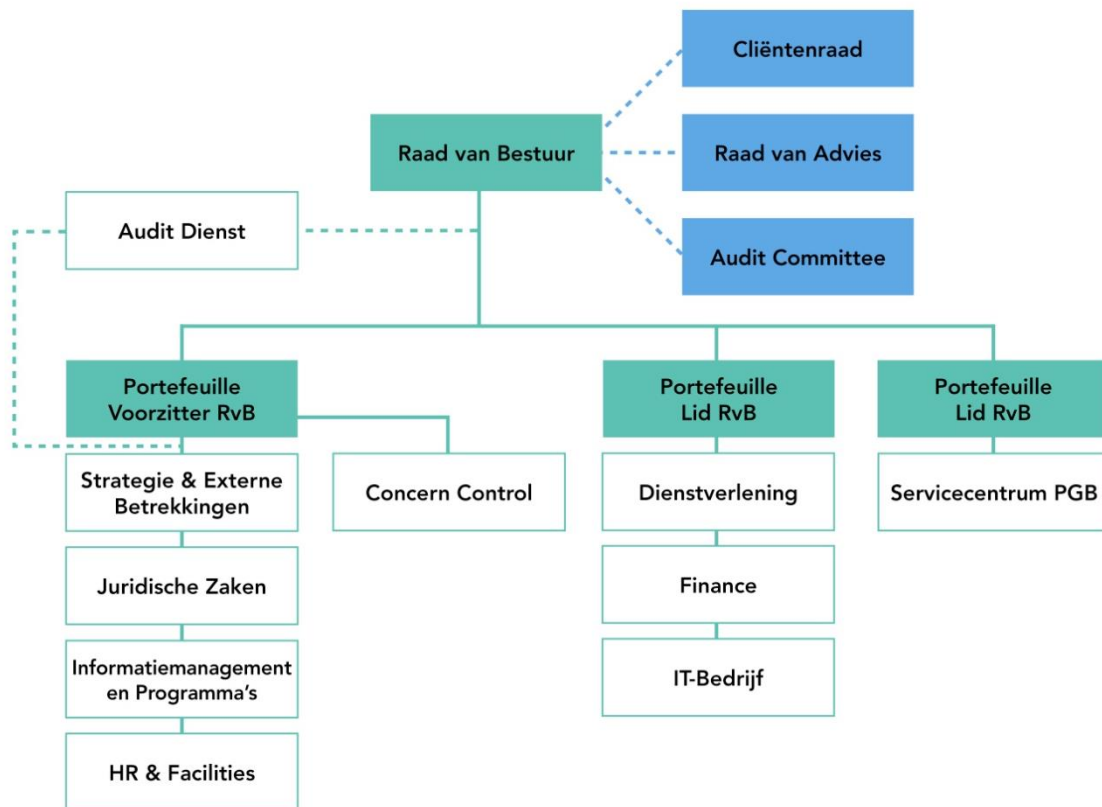 Cliëntenraad
Raad van Bestuur
Raad van Advies
Audit Dienst
Audit Committee
Portefeuille
Voorzitter RvB
Portefeuille
Lid RvB
Portefeuille
Lid RvB
Strategie & Externe
Betrekkingen
Concern Control
Dienstverlening
Servicecentrum PGB
Juridische Zaken
Finance
Informatiemanagement
en Programma's
IT-Bedrijf
HR & Facilities